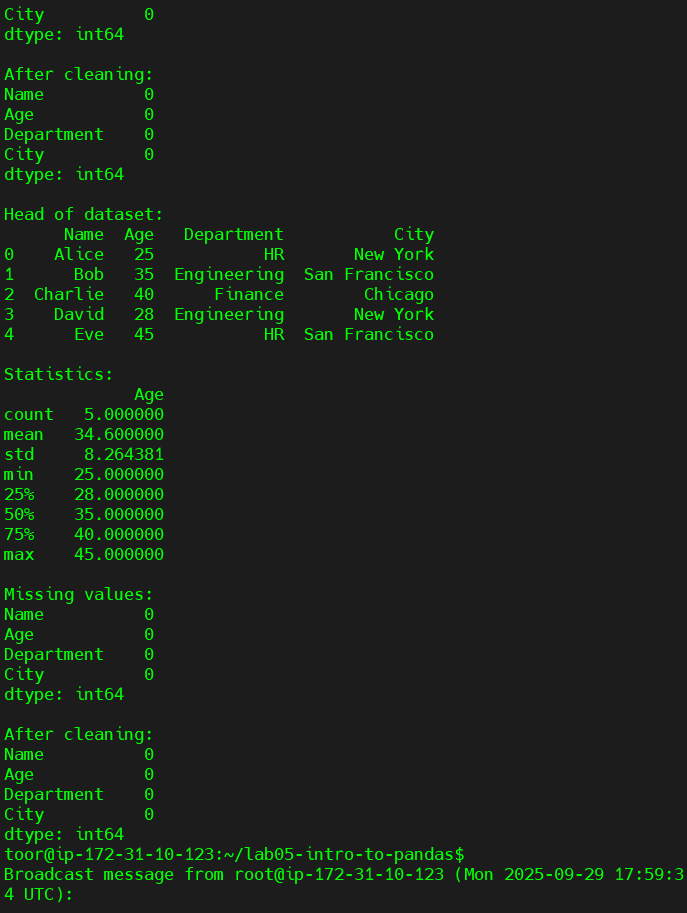 City          0
dtype: int64

After cleaning:
Name          0
Age           0
Department    0
City          0
dtype: int64

Head of dataset:
      Name  Age   Department           City
0    Alice   25           HR       New York
1      Bob   35  Engineering  San Francisco
2  Charlie   40      Finance        Chicago
3    David   28  Engineering       New York
4      Eve   45           HR  San Francisco

Statistics:
             Age
count   5.000000
mean   34.600000
std     8.264381
min    25.000000
25%    28.000000
50%    35.000000
75%    40.000000
max    45.000000

Missing values:
Name          0
Age           0
Department    0
City          0
dtype: int64

After cleaning:
Name          0
Age           0
Department    0
City          0
dtype: int64
toor@ip-172-31-10-123:~/lab05-intro-to-pandas$
Broadcast message from root@ip-172-31-10-123 (Mon 2025-09-29 17:59:3
4 UTC):